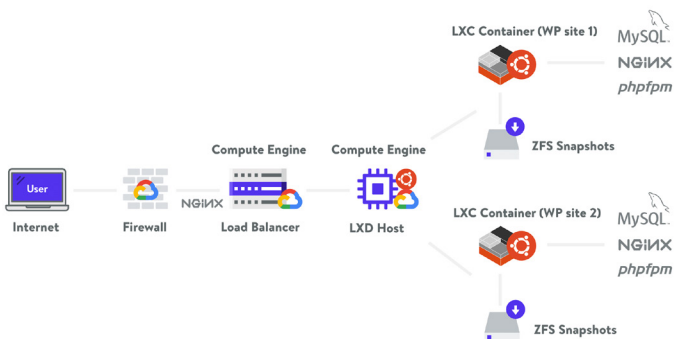 LXC Container (WP site 1)
MySQL
NGINX
phpfpm
ZFS Snapshots
Compute Engine
Compute Engine
User
NGINX
Internet
Firewall
Load Balancer
LXD Host
LXC Container (WP site 2)
MySQL
NGINX
phpfpm
ZFS Snapshots